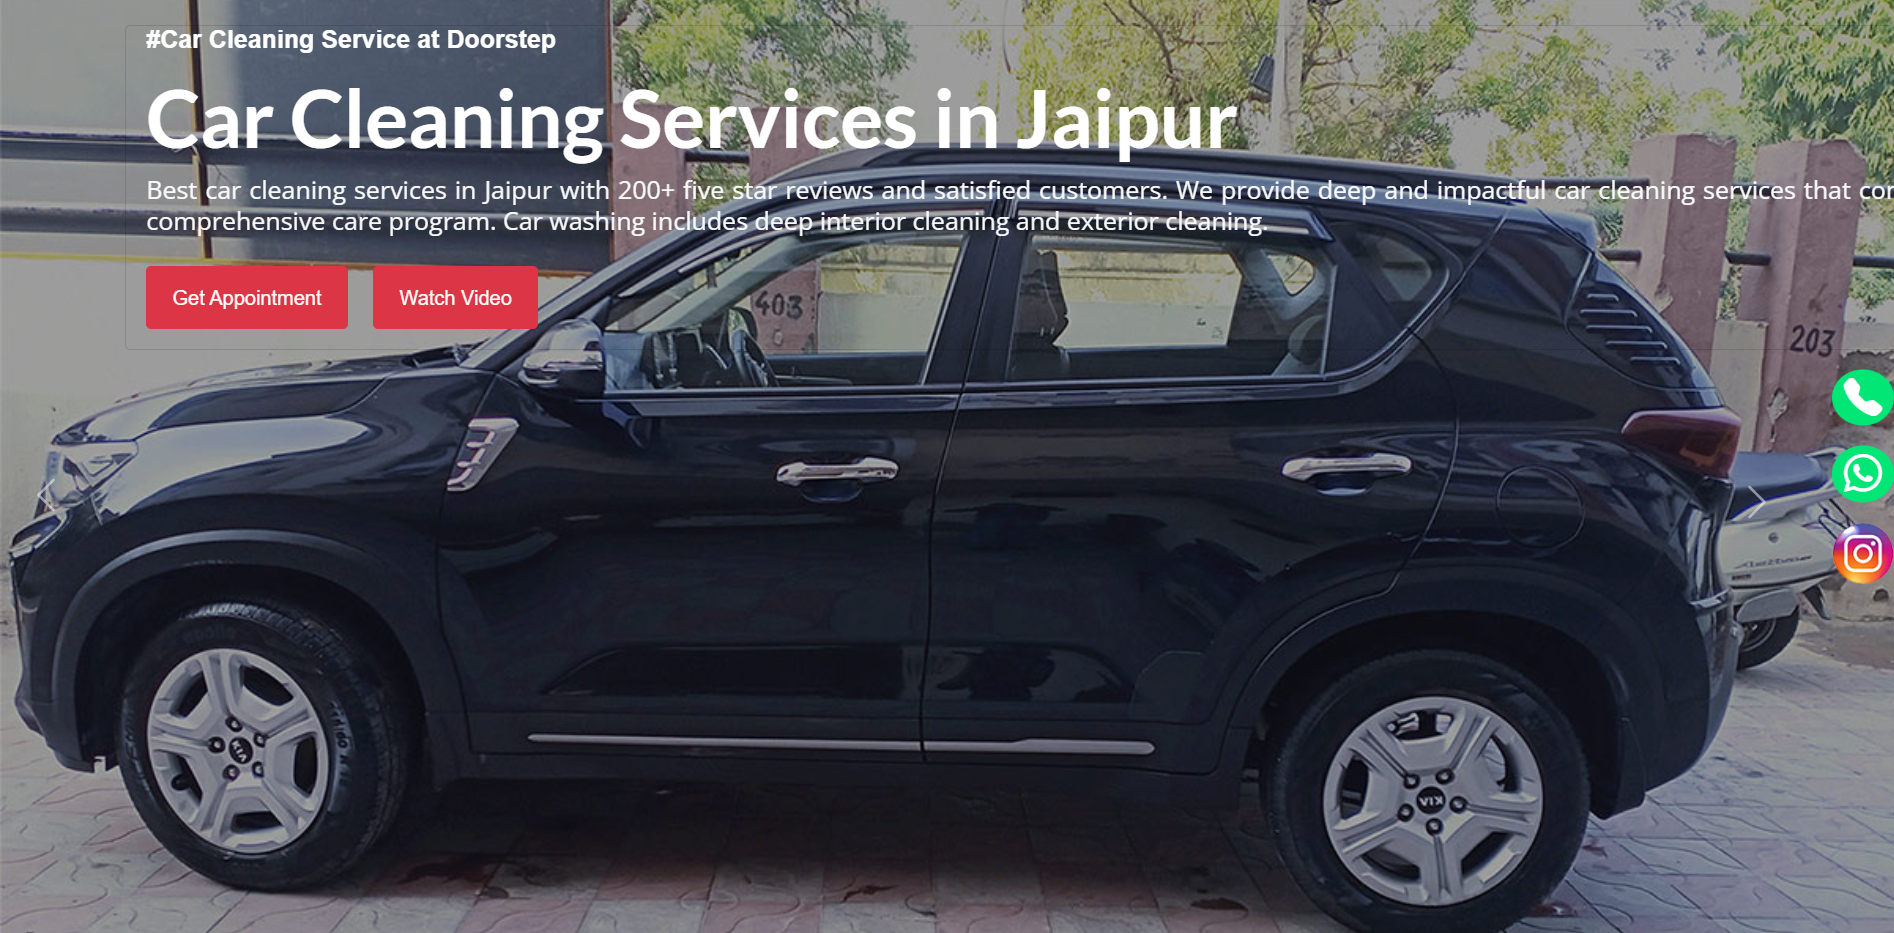 #Car Cleaning Service at Doorstep
Car Cleaning Services in Jaipur
Best car cleaning services in Jaipur with 200+ five star reviews and satisfied customers. We provide deep and impactful car cleaning services that
comprehensive care program. Car washing includes deep interior cleaning and exterior cleaning.
Get Appointment
Watch Video
403
203
KIA
KIA